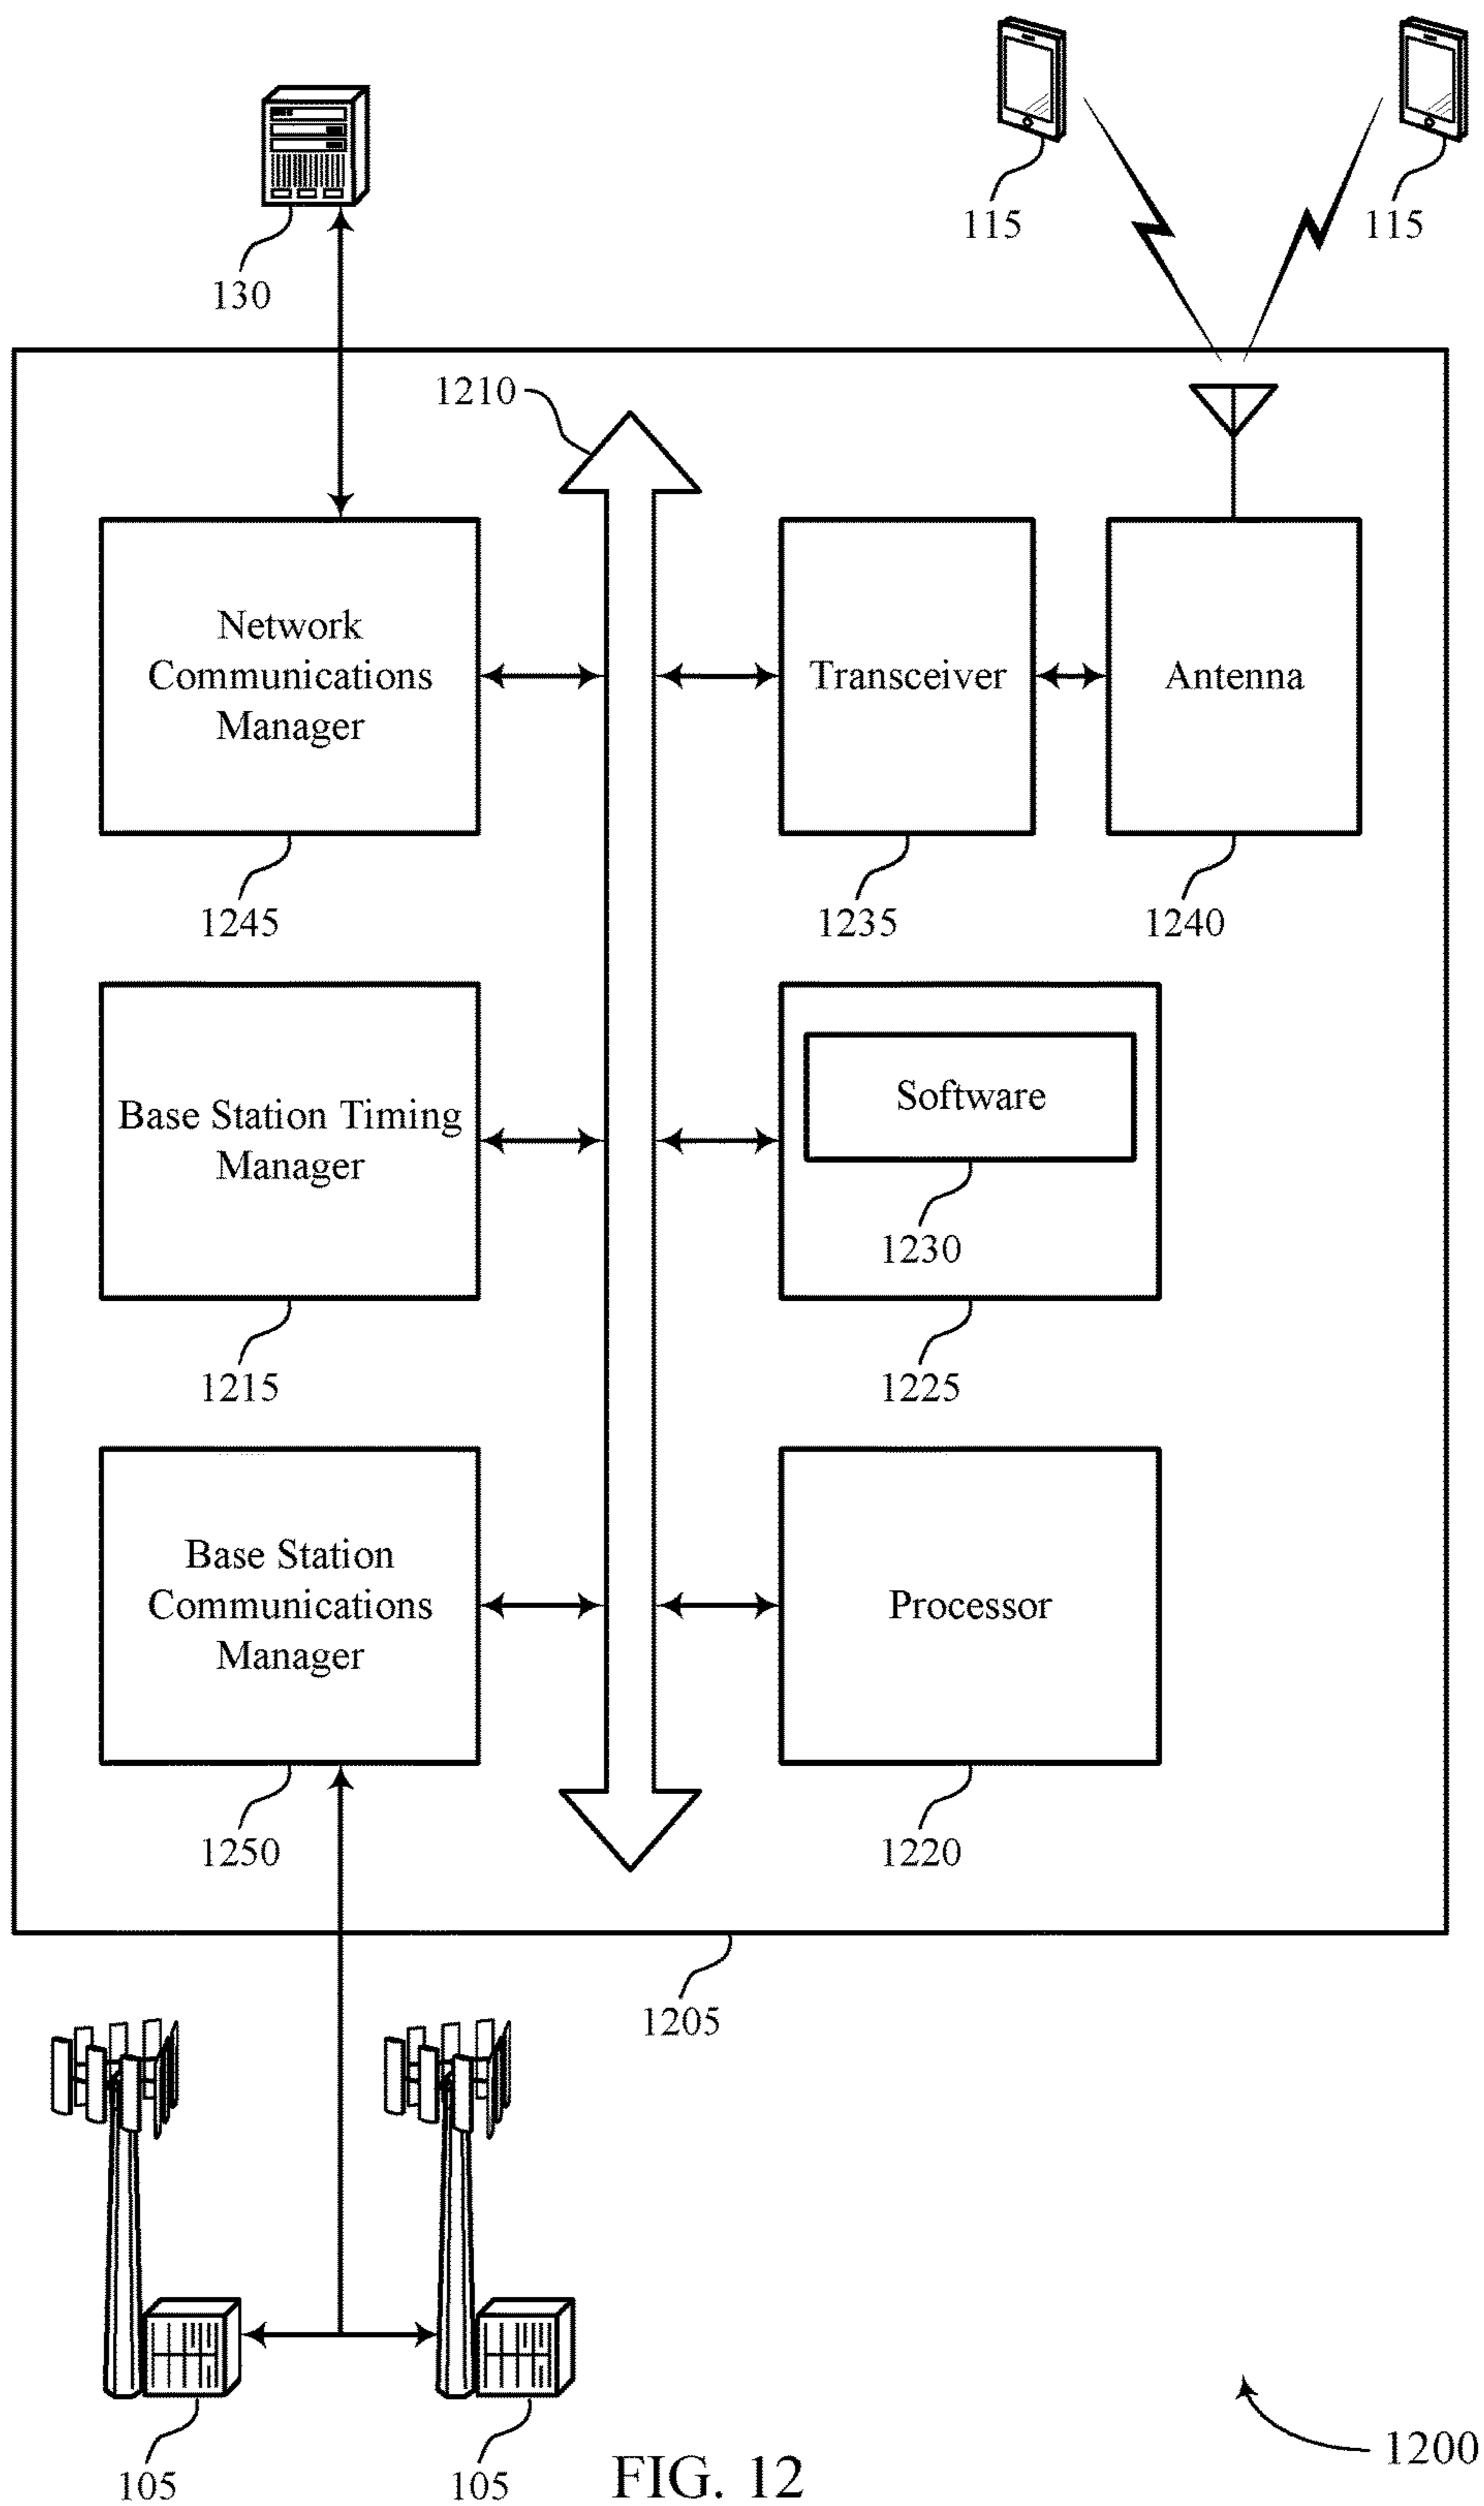 115
115
130
1210
Network
Communications
Manager
Transceiver
Antenna
1245
1235
1240
Base Station Timing
Manager
Software
1230
1215
1225
Base Station
Communications
Manager
Processor
1250
1220
1205
105
105
FIG. 12
1200